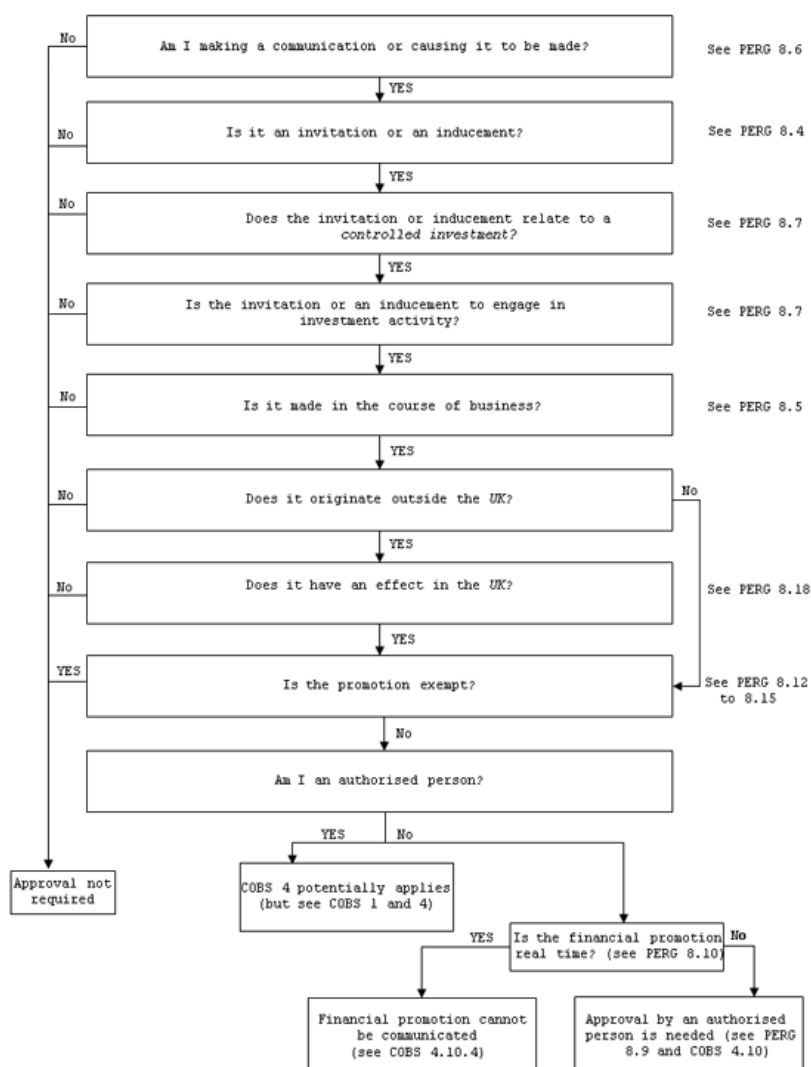 No
Am I making a communication or causing it to be made?
See PERG 8.6
YES
No
Is it an invitation or an inducement?
See PERG 8.4
YES
No
Does the invitation or inducement relate to a
controlled investment?
See PERG 8.7
YES
No
Is the invitation or an inducement to engage in
investment activity?
See PERG 8.7
YES
No
Is it made in the course of business?
See PERG 8.5
YES
No
Does it originate outside the UK?
No
YES
No
Does it have an effect in the UK?
See PERG 8.18
YES
YES
Is the promotion exempt?
See PERG 8.12
to 8.15
No
Am I an authorised person?
YES
No
Approval not
required
COBS 4 potentially applies
(but see COBS 1 and 4)
YES
Is the financial promotion
real time? (see PERG 8.10)
No
Financial promotion cannot
be communicated
(see COBS 4.10.4)
Approval by an authorised
person is needed (see PERG
8.9 and COBS 4.10)